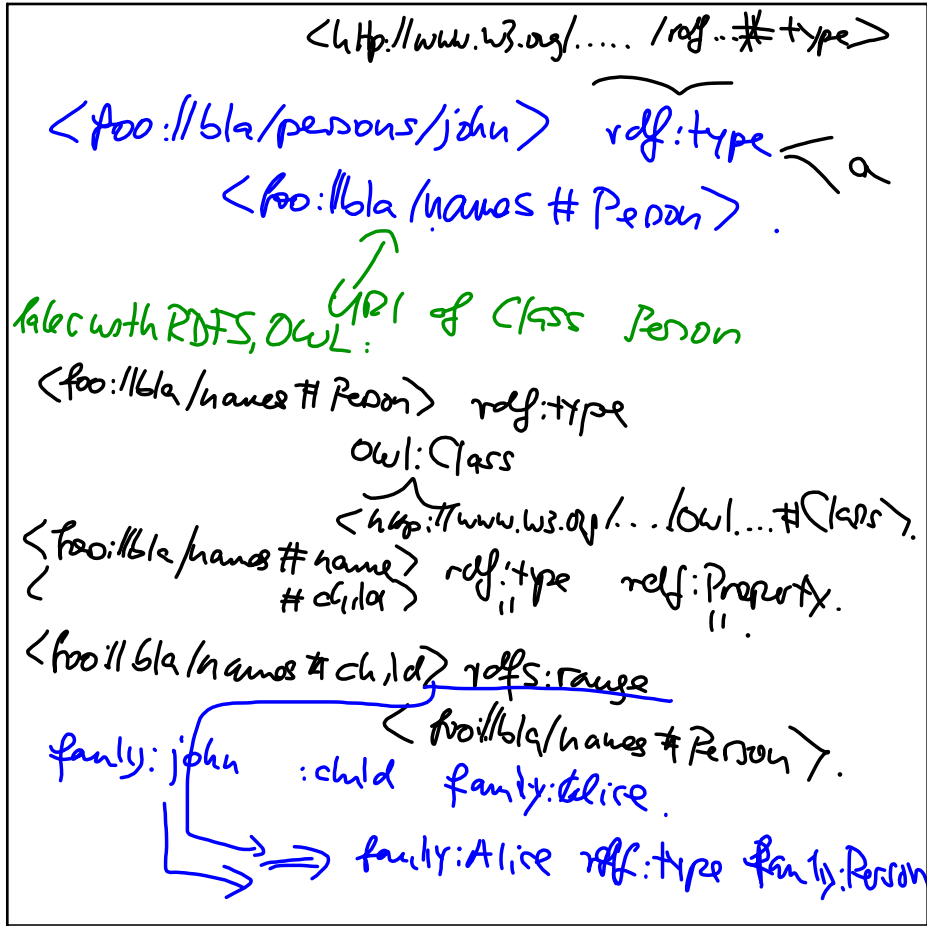 <http://www.w3.org/..... /rdf...#type>
<foo://bla/persons/john> rdf:type < a
<foo://bla/names # Person> .
URI of Class Person
later with RDFS, OWL:
<foo://bla/names # Person> rdf:type
owl:Class
<http://www.w3.org/..../owl....#Class>.
<foo://bla/names # name> rdf:type rdf:Property.
< # child> " " .
<foo://bla/names # child> rdfs:range
<foo://bla/names # Person>.
family: john :child family:Alice.
⇒ family:Alice rdf:type family:Person